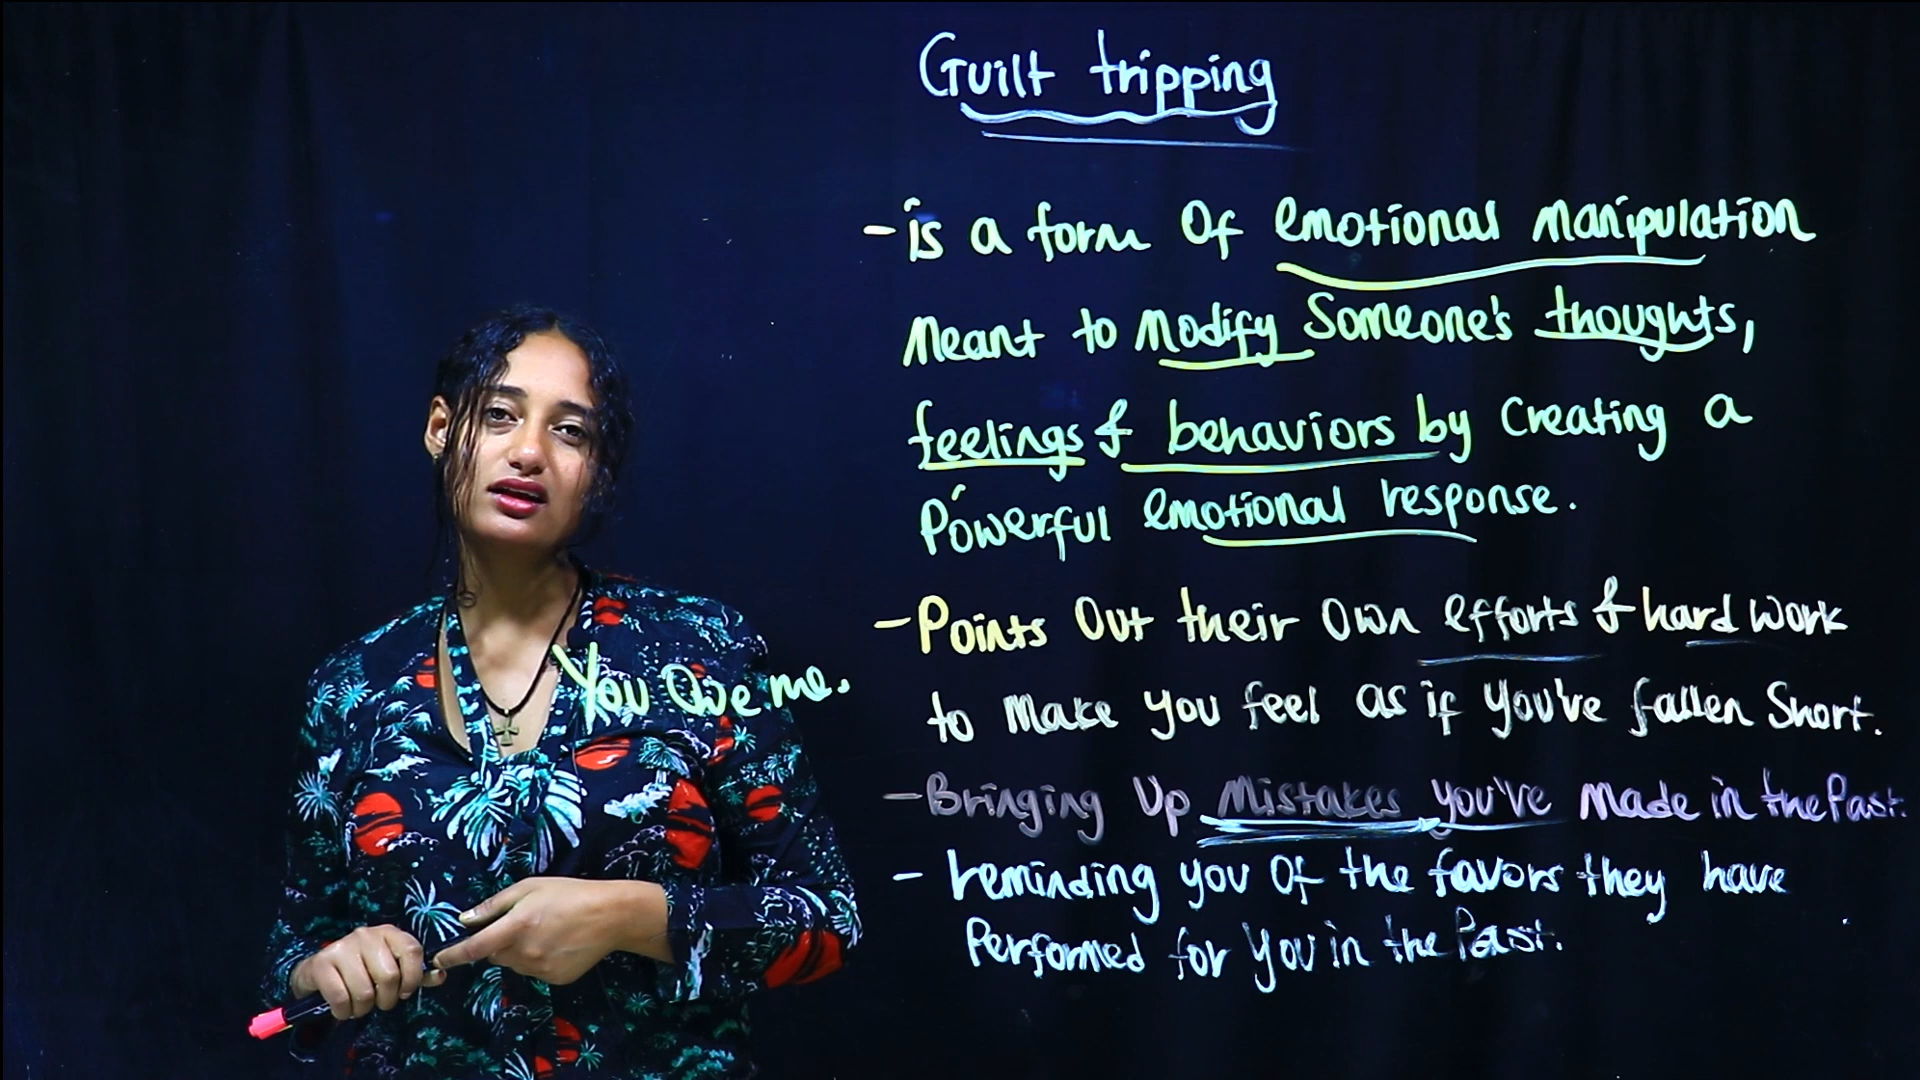 Guilt tripping
- is a form of emotional manipulation
meant to modify someone's thoughts,
feelings & behaviors by creating a
Powerful emotional response.
- Points out their own efforts & hard work
to make you feel as if you've fallen short.
You owe me.
- Bringing up mistakes you've made in the Past.
- reminding you of the favors they have
Performed for you in the Past.